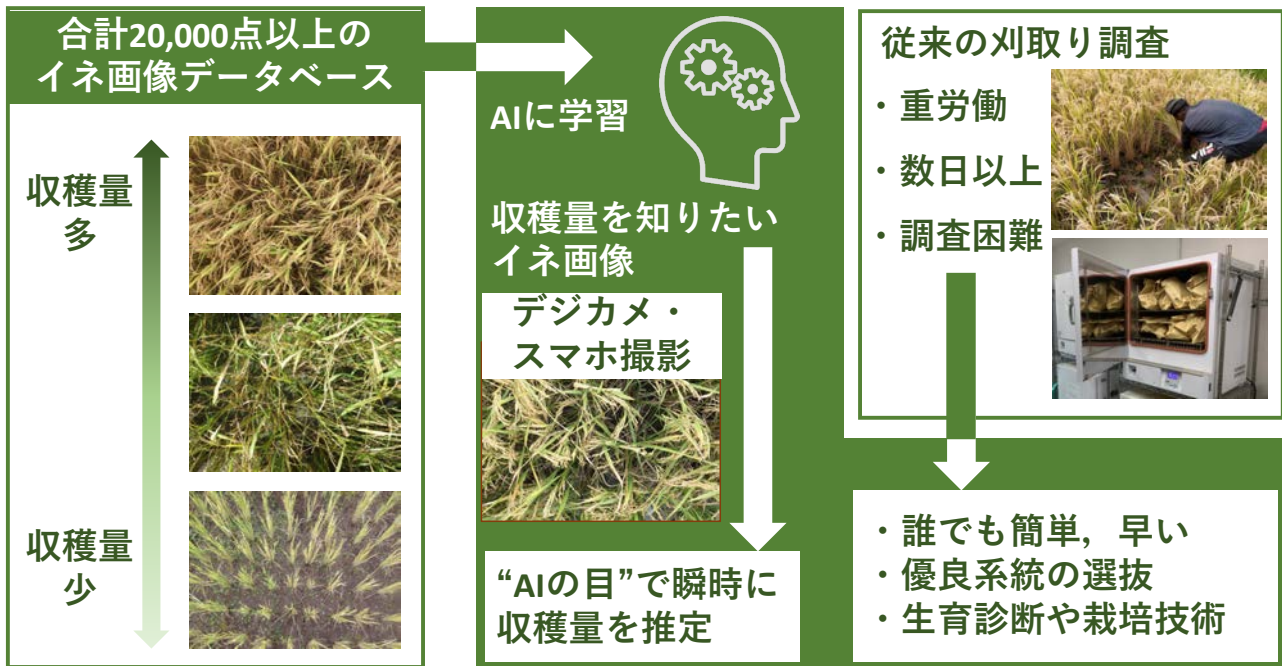 合計20,000点以上の
イネ画像データベース
収穫量
多
収穫量
少
AIに学習
収穫量を知りたい
イネ画像
デジカメ・
スマホ撮影
“AIの目”で瞬時に
収穫量を推定
従来の刈取り調査
・重労働
・数日以上
・調査困難
・誰でも簡単，早い
・優良系統の選抜
・生育診断や栽培技術